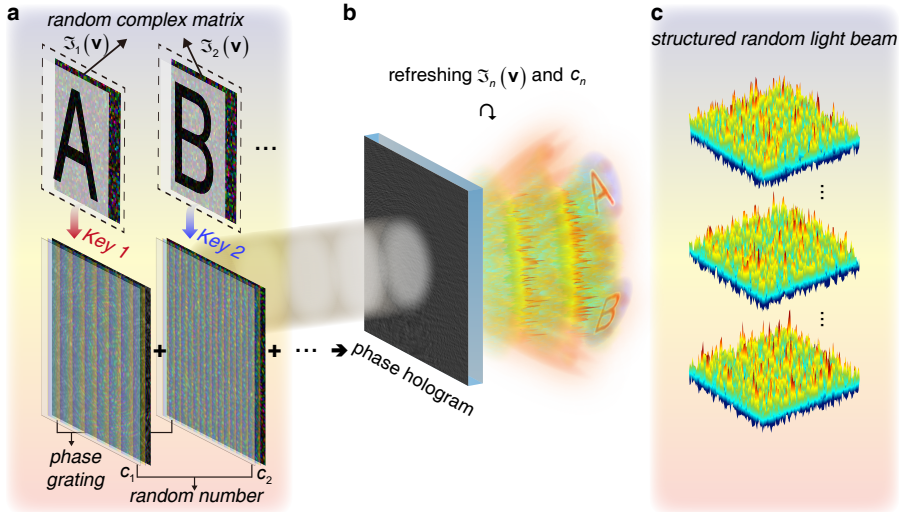 a
random complex matrix
ℑ₁(v)
ℑ₂(v)
A
B
...
Key 1
Key 2
+
+ ...
phase
grating
c₁
c₂
random number
b
refreshing ℑₙ(v) and cₙ
A
B
phase hologram
c
structured random light beam
...
...